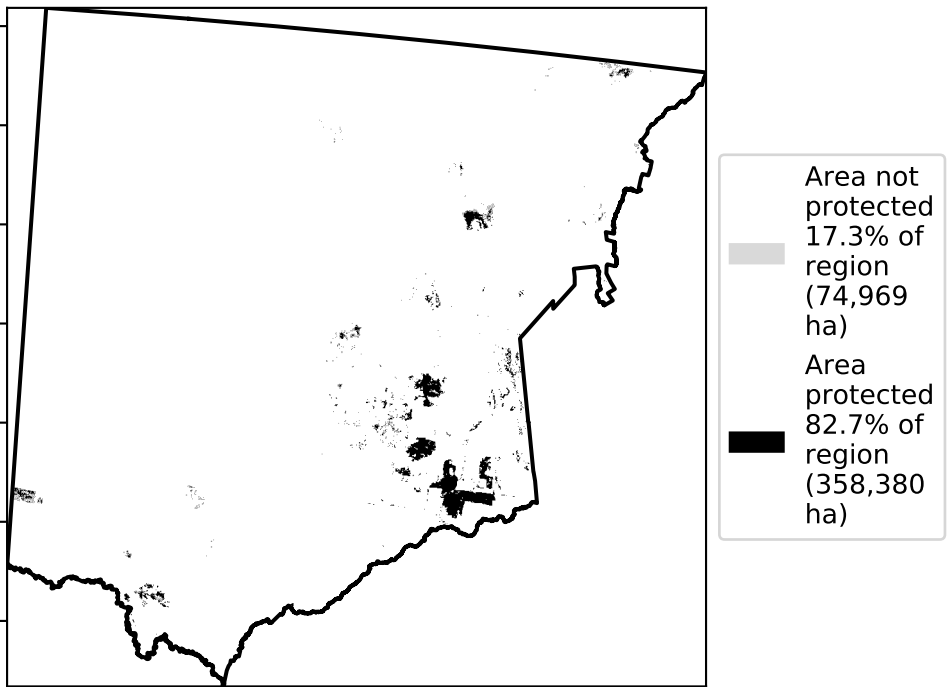 Area not
protected
17.3% of
region
(74,969
ha)
Area
protected
82.7% of
region
(358,380
ha)